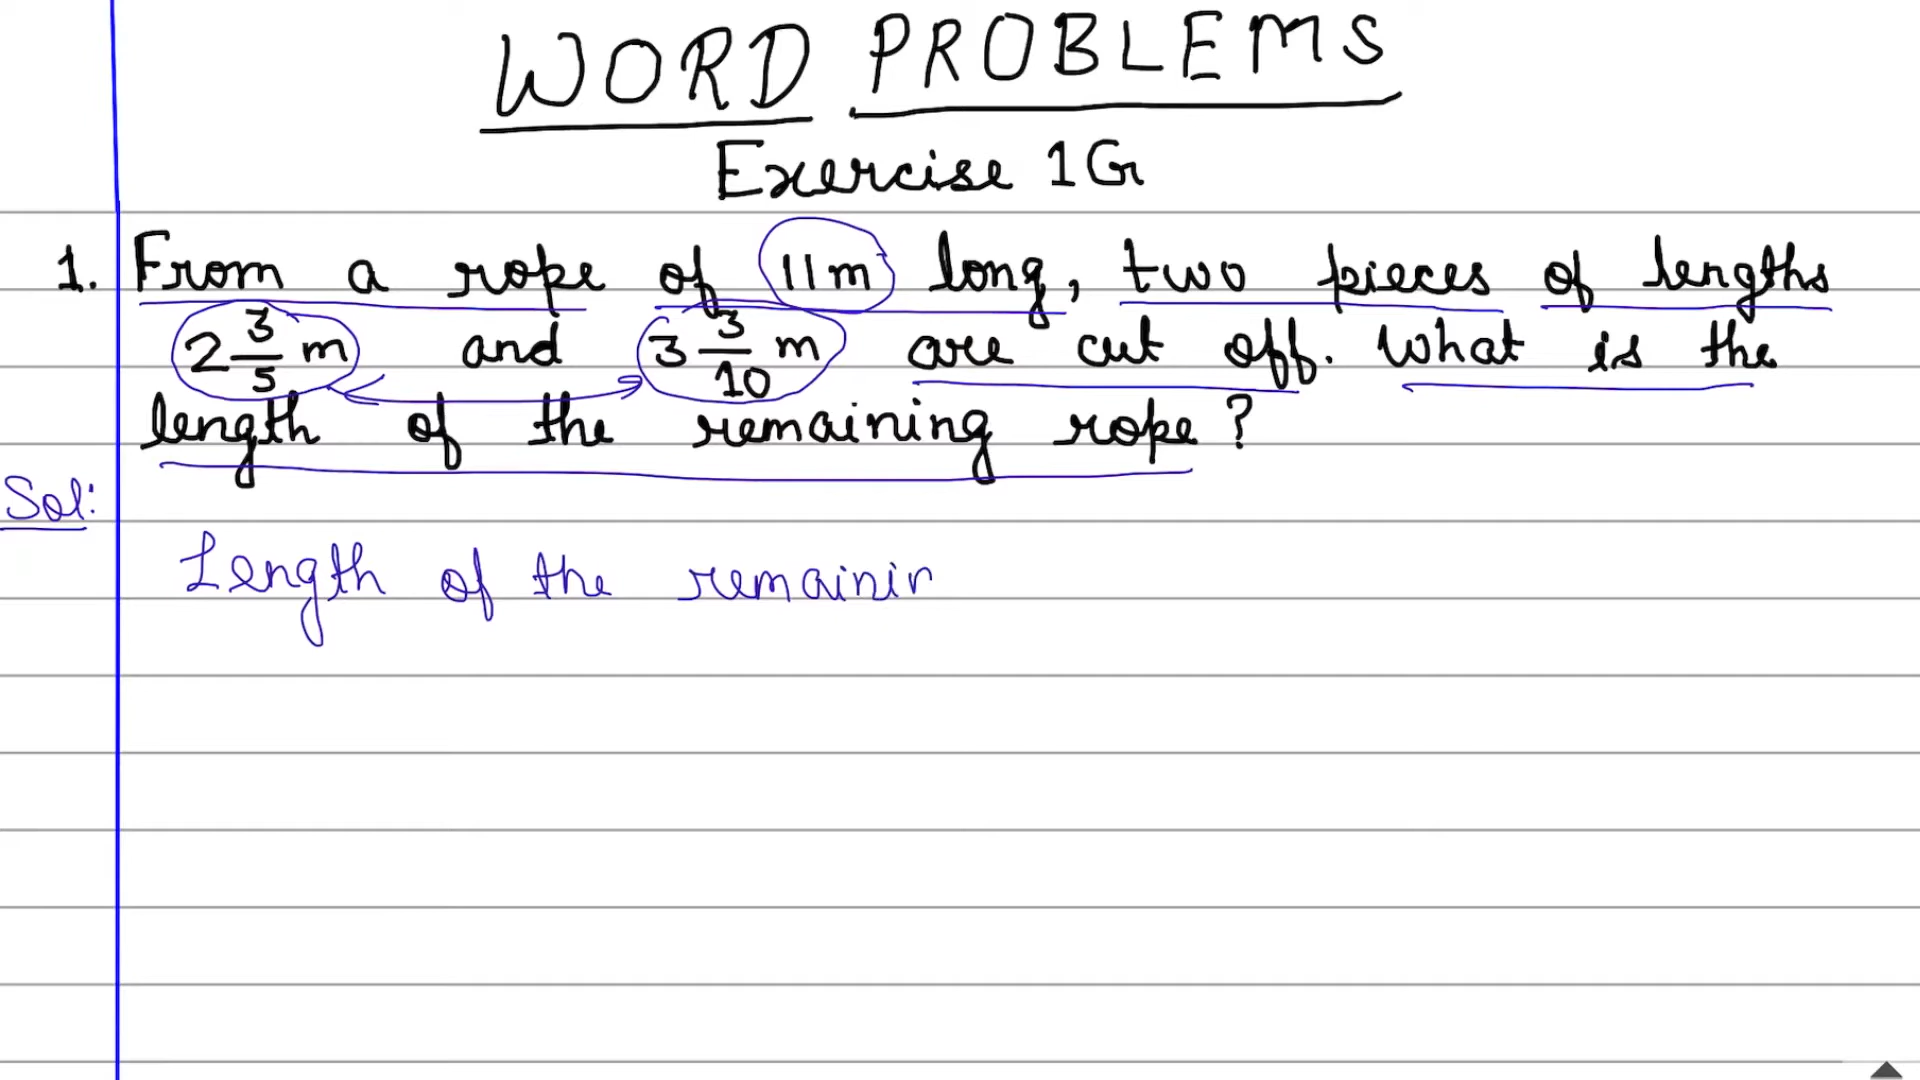 WORD PROBLEMS
Exercise 1G
1. From a rope of 11m long, two pieces of lengths
2 3/5 m and 3 3/10 m are cut off. What is the
length of the remaining rope?
Sol:
Length of the remainin